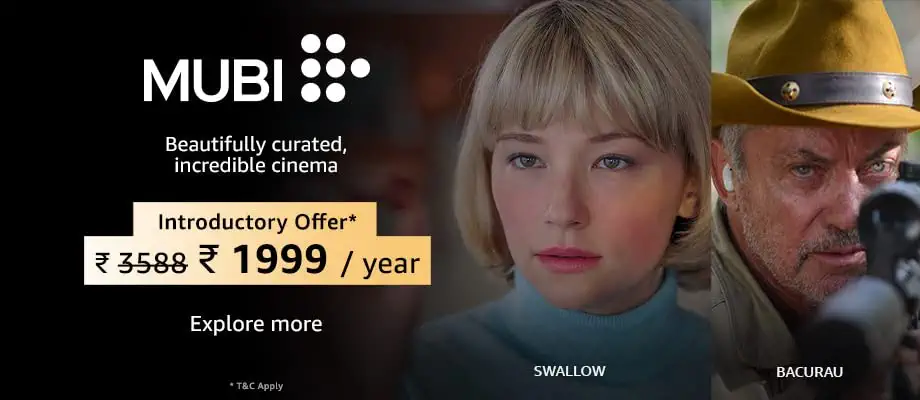 MUBI
Beautifully curated,
incredible cinema
Introductory Offer*
₹ 3588 ₹ 1999 / year
Explore more
* T&C Apply
SWALLOW
BACURAU